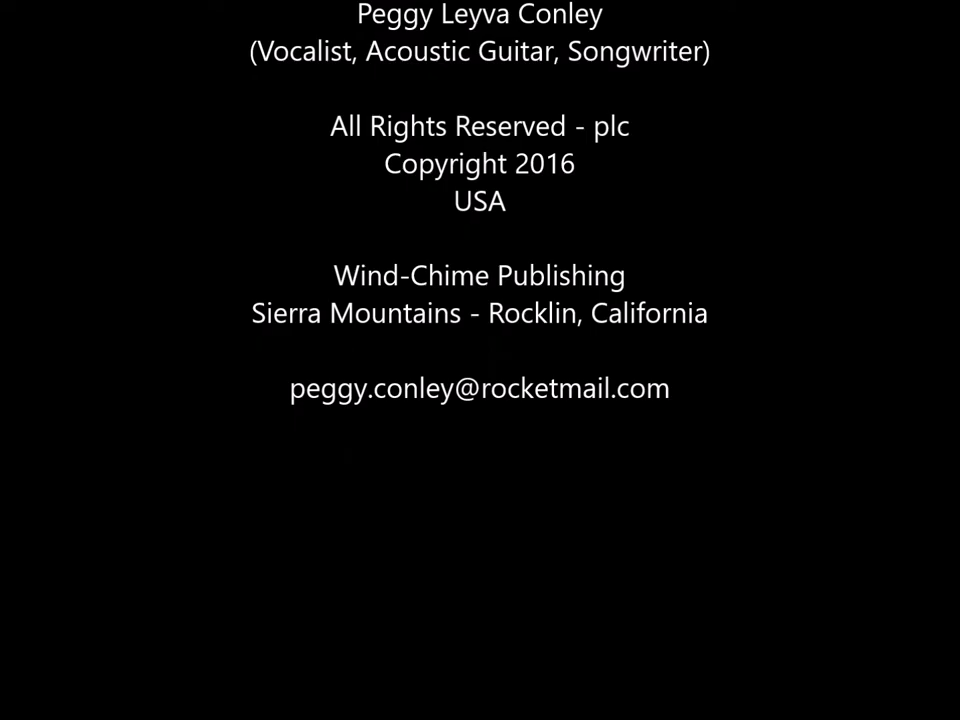 Peggy Leyva Conley
(Vocalist, Acoustic Guitar, Songwriter)
All Rights Reserved - plc
Copyright 2016
USA
Wind-Chime Publishing
Sierra Mountains - Rocklin, California
peggy.conley@rocketmail.com